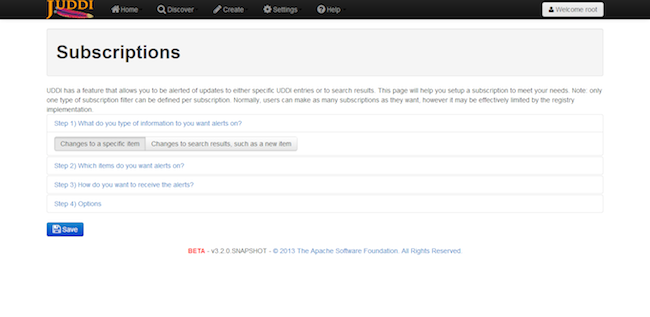 jUDDI Home Discover Create Settings Help Welcome root
Subscriptions
UDDI has a feature that allows you to be alerted of updates to either specific UDDI entries or to search results. This page will help you setup a subscription to meet your needs. Note: only
one type of subscription filter can be defined per subscription. Normally, users can make as many subscriptions as they want, however it may be effectively limited by the registry
implementation.
Step 1) What do you type of information to you want alerts on?
Changes to a specific item Changes to search results, such as a new item
Step 2) Which items do you want alerts on?
Step 3) How do you want to receive the alerts?
Step 4) Options
Save
BETA - v3.2.0.SNAPSHOT - © 2013 The Apache Software Foundation. All Rights Reserved